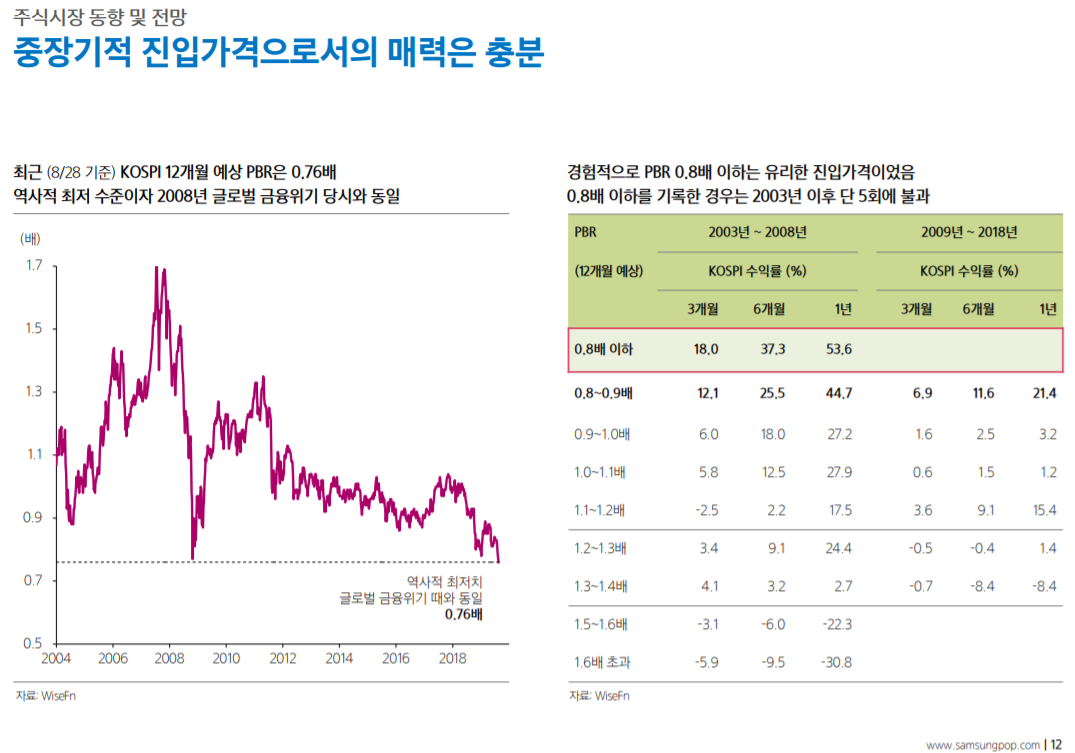 주식시장 동향 및 전망
중장기적 진입가격으로서의 매력은 충분
최근 (8/28 기준) KOSPI 12개월 예상 PBR은 0.76배
역사적 최저 수준이자 2008년 글로벌 금융위기 당시와 동일
(배)
1.7
1.5
1.3
1.1
0.9
0.7
0.5
역사적 최저치
글로벌 금융위기 때와 동일
0.76배
2004 2006 2008 2010 2012 2014 2016 2018
자료: WiseFn
경험적으로 PBR 0.8배 이하는 유리한 진입가격이었음
0.8배 이하를 기록한 경우는 2003년 이후 단 5회에 불과
PBR 2003년 ~ 2008년 2009년 ~ 2018년
(12개월 예상) KOSPI 수익률 (%) KOSPI 수익률 (%)
3개월 6개월 1년 3개월 6개월 1년
0.8배 이하 18.0 37.3 53.6
0.8~0.9배 12.1 25.5 44.7 6.9 11.6 21.4
0.9~1.0배 6.0 18.0 27.2 1.6 2.5 3.2
1.0~1.1배 5.8 12.5 27.9 0.6 1.5 1.2
1.1~1.2배 -2.5 2.2 17.5 3.6 9.1 15.4
1.2~1.3배 3.4 9.1 24.4 -0.5 -0.4 1.4
1.3~1.4배 4.1 3.2 2.7 -0.7 -8.4 -8.4
1.5~1.6배 -3.1 -6.0 -22.3
1.6배 초과 -5.9 -9.5 -30.8
자료: WiseFn
www.samsungpop.com | 12